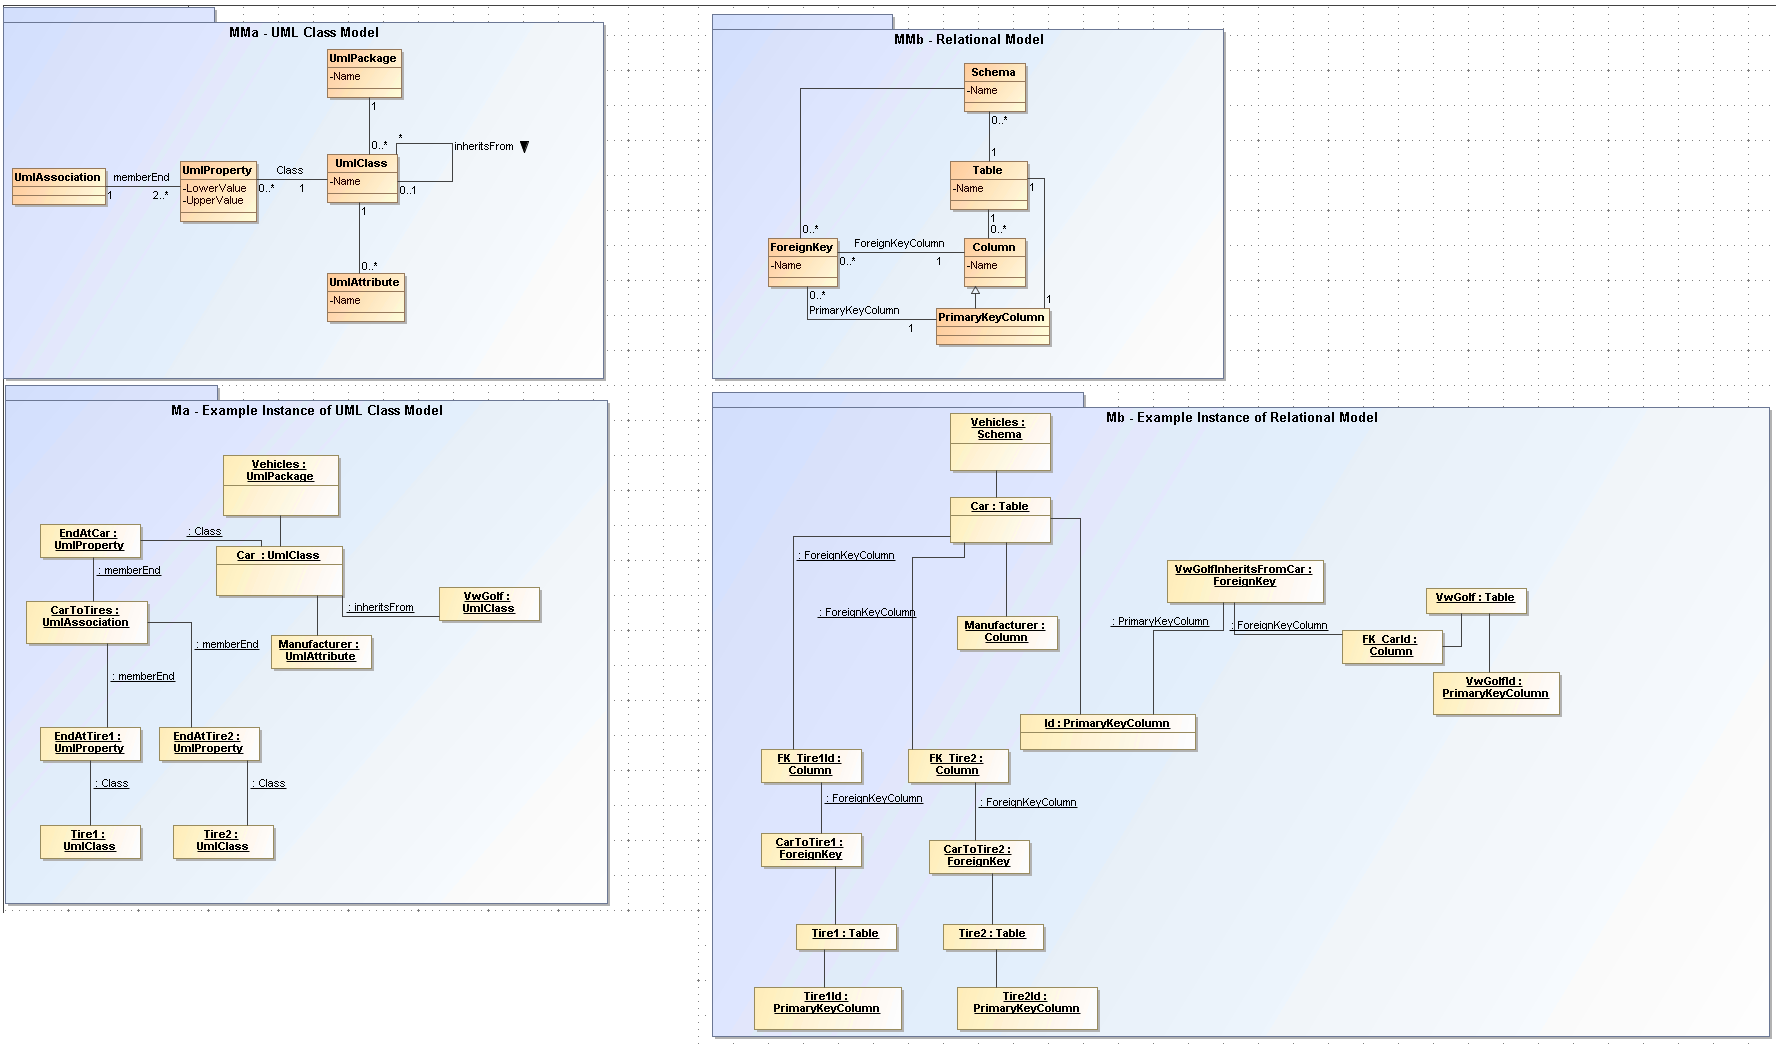 MMa - UML Class Model
UmlPackage
-Name
1
0..*
*
inheritsFrom
UmlClass
-Name
0..1
1
UmlAssociation
1
memberEnd
2..*
UmlProperty
-LowerValue
-UpperValue
0..*
Class
1
0..*
UmlAttribute
-Name
MMb - Relational Model
Schema
-Name
0..*
1
Table
-Name
1
1
0..*
0..*
ForeignKey
-Name
ForeignKeyColumn
0..*
1
Column
-Name
0..*
PrimaryKeyColumn
1
1
PrimaryKeyColumn
Ma - Example Instance of UML Class Model
Vehicles :
UmlPackage
EndAtCar :
UmlProperty
: Class
Car : UmlClass
: memberEnd
CarToTires :
UmlAssociation
: inheritsFrom
VwGolf :
UmlClass
: memberEnd
Manufacturer :
UmlAttribute
: memberEnd
EndAtTire1 :
UmlProperty
EndAtTire2 :
UmlProperty
: Class
: Class
Tire1 :
UmlClass
Tire2 :
UmlClass
Mb - Example Instance of Relational Model
Vehicles :
Schema
Car : Table
: ForeignKeyColumn
: ForeignKeyColumn
Manufacturer :
Column
VwGolfInheritsFromCar :
ForeignKey
: PrimaryKeyColumn
: ForeignKeyColumn
VwGolf : Table
FK_CarId :
Column
VwGolfId :
PrimaryKeyColumn
Id : PrimaryKeyColumn
FK_Tire1Id :
Column
FK_Tire2 :
Column
: ForeignKeyColumn
: ForeignKeyColumn
CarToTire1 :
ForeignKey
CarToTire2 :
ForeignKey
Tire1 : Table
Tire2 : Table
Tire1Id :
PrimaryKeyColumn
Tire2Id :
PrimaryKeyColumn